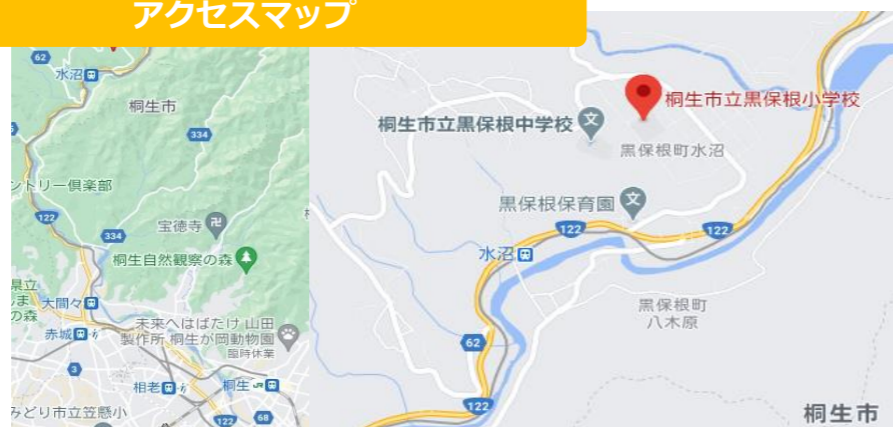 アクセスマップ
62
水沼
桐生市
334
ントリー倶楽部
122
宝徳寺
334
桐生自然観察の森
県立
の森
大間々
赤城
未来へはばたけ 山田
製作所 桐生が岡動物園
臨時休業
3
相老
桐生
JR
みどり市立笠懸小
122
68
桐生市立黒保根小学校
桐生市立黒保根中学校
文
黒保根町水沼
黒保根保育園
文
122
122
水沼
黒保根町
八木原
62
122
桐生市